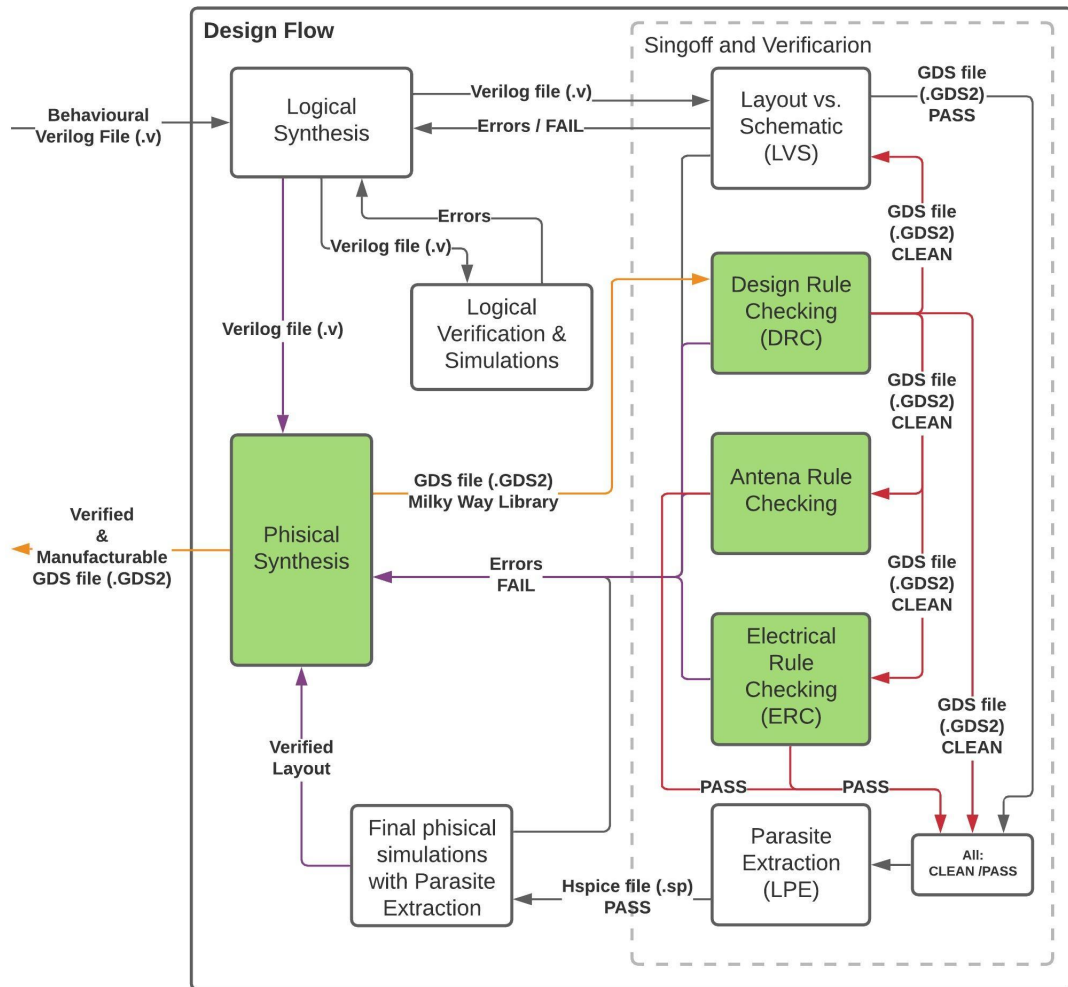 Design Flow
Singoff and Verificarion
Behavioural
Verilog File (.v)
Logical
Synthesis
Verilog file (.v)
Errors / FAIL
Layout vs.
Schematic
(LVS)
GDS file
(.GDS2)
PASS
Errors
Verilog file (.v)
GDS file
(.GDS2)
CLEAN
Logical
Verification &
Simulations
Verilog file (.v)
Design Rule
Checking
(DRC)
GDS file
(.GDS2)
CLEAN
GDS file (.GDS2)
Milky Way Library
Antena Rule
Checking
Phisical
Synthesis
Verified
&
Manufacturable
GDS file (.GDS2)
Errors
FAIL
GDS file
(.GDS2)
CLEAN
Electrical
Rule
Checking
(ERC)
GDS file
(.GDS2)
CLEAN
Verified
Layout
PASS
PASS
Final phisical
simulations
with Parasite
Extraction
Hspice file (.sp)
PASS
Parasite
Extraction
(LPE)
All:
CLEAN /PASS